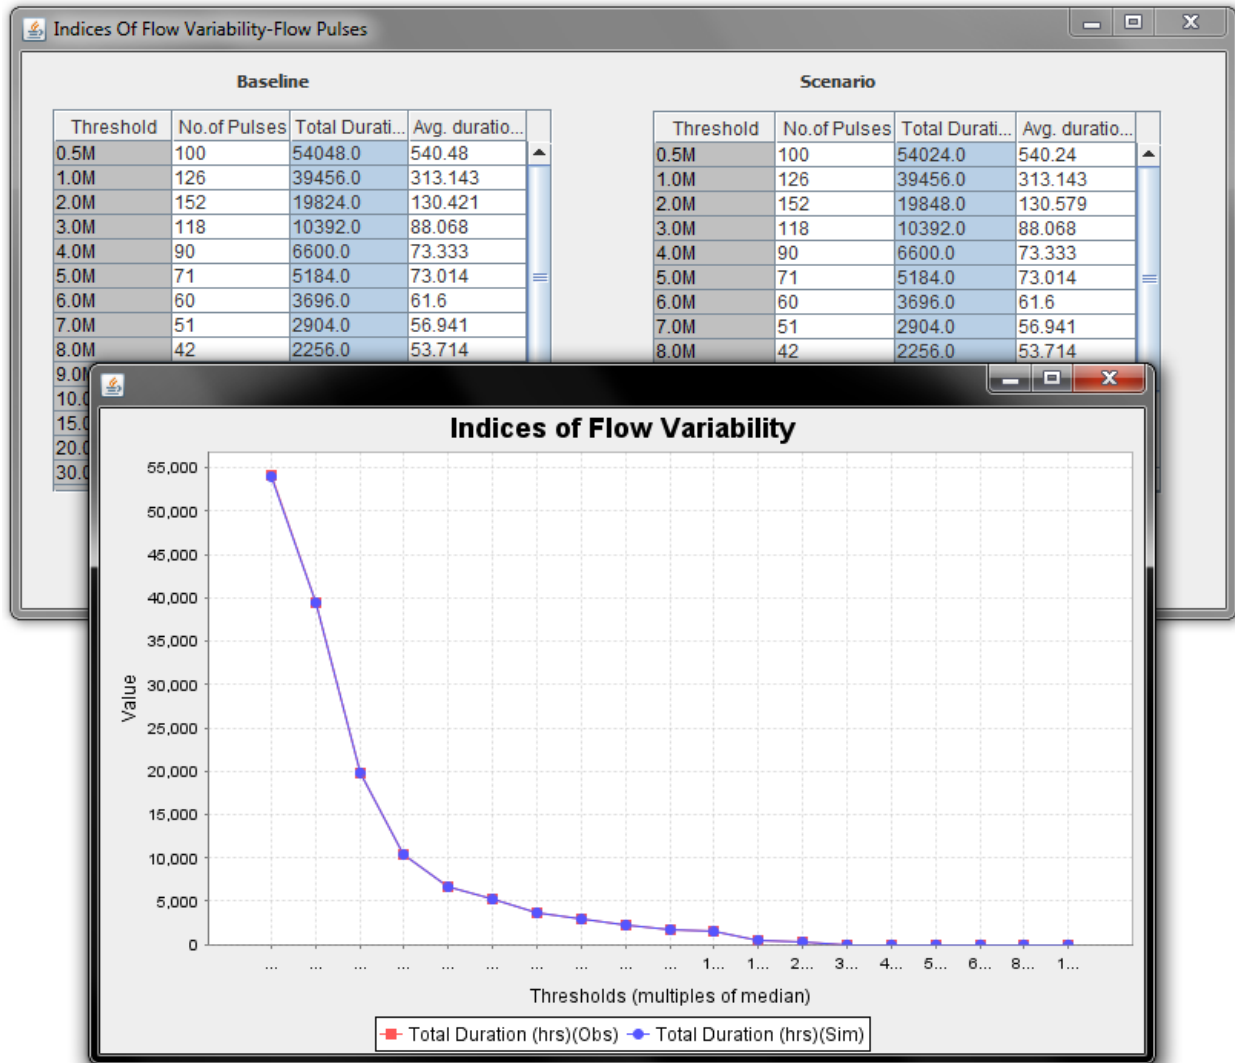 Indices Of Flow Variability-Flow Pulses
Baseline
Threshold No.of Pulses Total Durati... Avg. duratio...
0.5M 100 54048.0 540.48
1.0M 126 39456.0 313.143
2.0M 152 19824.0 130.421
3.0M 118 10392.0 88.068
4.0M 90 6600.0 73.333
5.0M 71 5184.0 73.014
6.0M 60 3696.0 61.6
7.0M 51 2904.0 56.941
8.0M 42 2256.0 53.714
9.0M
10.0
15.0
20.0
30.0
Scenario
Threshold No.of Pulses Total Durati... Avg. duratio...
0.5M 100 54024.0 540.24
1.0M 126 39456.0 313.143
2.0M 152 19848.0 130.579
3.0M 118 10392.0 88.068
4.0M 90 6600.0 73.333
5.0M 71 5184.0 73.014
6.0M 60 3696.0 61.6
7.0M 51 2904.0 56.941
8.0M 42 2256.0 53.714
Indices of Flow Variability
55,000
50,000
45,000
40,000
35,000
30,000
25,000
20,000
15,000
10,000
5,000
0
Value
... ... ... ... ... ... ... ... ... ... 1... 1... 2... 3... 4... 5... 6... 8... 1...
Thresholds (multiples of median)
Total Duration (hrs)(Obs) Total Duration (hrs)(Sim)